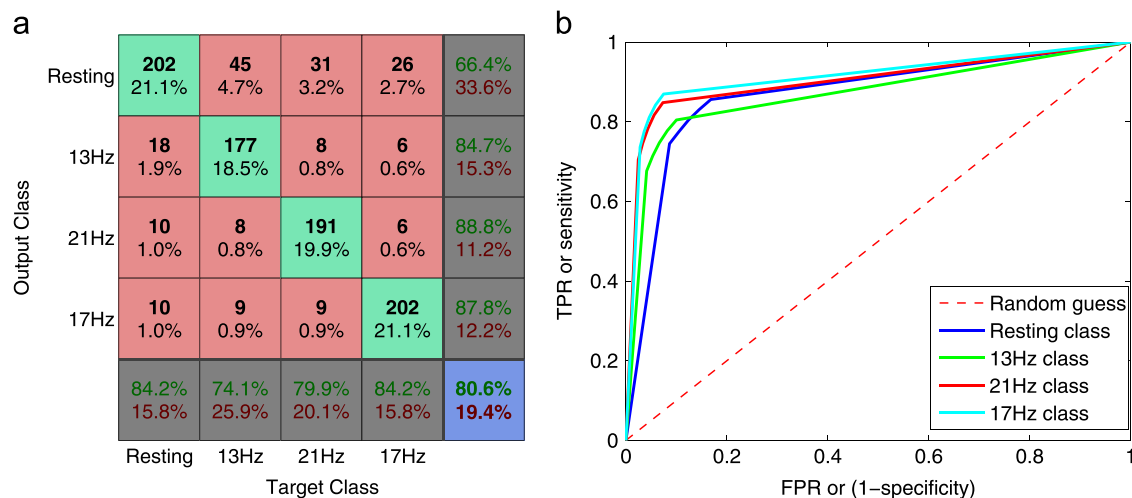 a
Output Class
Resting 202 45 31 26 66.4%
21.1% 4.7% 3.2% 2.7% 33.6%
13Hz 18 177 8 6 84.7%
1.9% 18.5% 0.8% 0.6% 15.3%
21Hz 10 8 191 6 88.8%
1.0% 0.8% 19.9% 0.6% 11.2%
17Hz 10 9 9 202 87.8%
1.0% 0.9% 0.9% 21.1% 12.2%
84.2% 74.1% 79.9% 84.2% 80.6%
15.8% 25.9% 20.1% 15.8% 19.4%
Resting 13Hz 21Hz 17Hz
Target Class
b
TPR or sensitivity
1
0.8
0.6
0.4
0.2
0
0 0.2 0.4 0.6 0.8 1
FPR or (1−specificity)
Random guess
Resting class
13Hz class
21Hz class
17Hz class